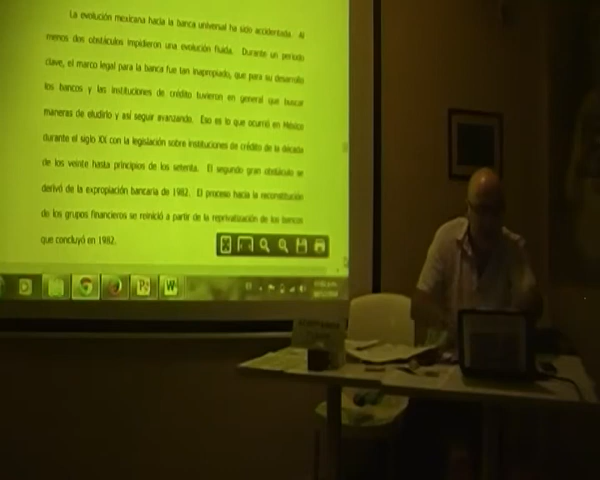 La evolución mexicana hacia la banca universal ha sido accidentada. Al
menos dos obstáculos impidieron una evolución fluida. Durante un periodo
clave, el marco legal para la banca fue tan inapropiado, que para su desarrollo
los bancos y las instituciones de crédito tuvieron en general que buscar
maneras de eludirlo y así seguir avanzando. Eso es lo que ocurrió en México
durante el siglo XX con la legislación sobre instituciones de crédito de la década
de los veinte hasta principios de los setenta. El segundo gran obstáculo se
derivó de la expropiación bancaria de 1982. El proceso hacia la reconstitución
de los grupos financieros se reinició a partir de la reprivatización de los bancos
que concluyó en 1982.